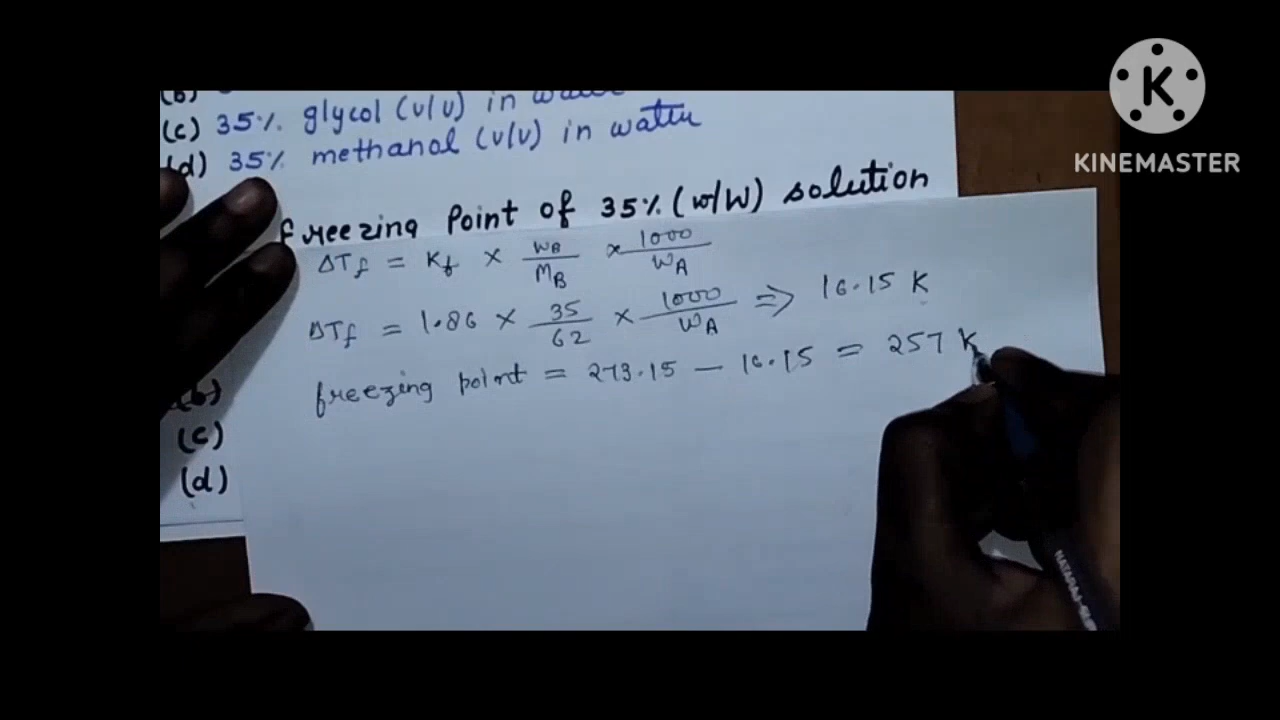 (b)
(c) 35% glycol (v/v) in water
(d) 35% methanol (v/v) in water
freezing Point of 35% (w/W) solution
ΔTf = Kf × WB/MB × 1000/WA
ΔTf = 1.86 × 35/62 × 1000/WA ⇒ 16.15 K
freezing point = 273.15 — 16.15 = 257 K
(b)
(c)
(d)
K
KINEMASTER
NATARAJ